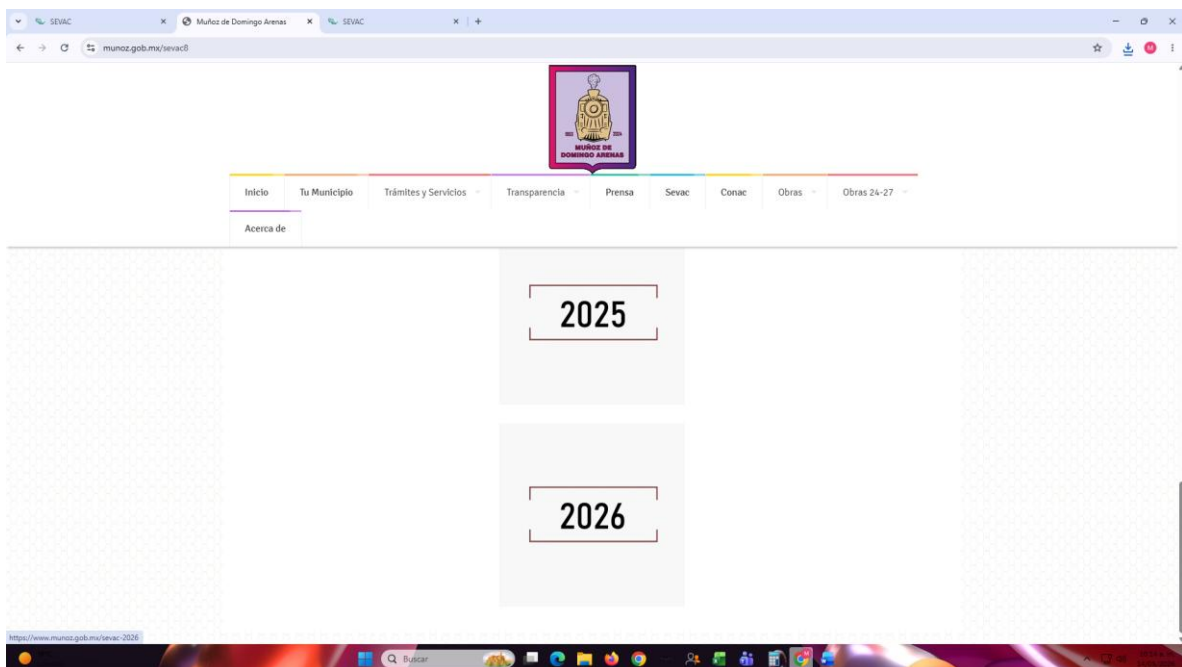 SEVAC
Muñoz de Domingo Arenas
SEVAC
munoz.gob.mx/sevac8
M
MUÑOZ DE
DOMINGO ARENAS
Inicio
Tu Municipio
Trámites y Servicios
Transparencia
Prensa
Sevac
Conac
Obras
Obras 24-27
Acerca de
2025
2026
https://www.munoz.gob.mx/sevac-2026
Buscar